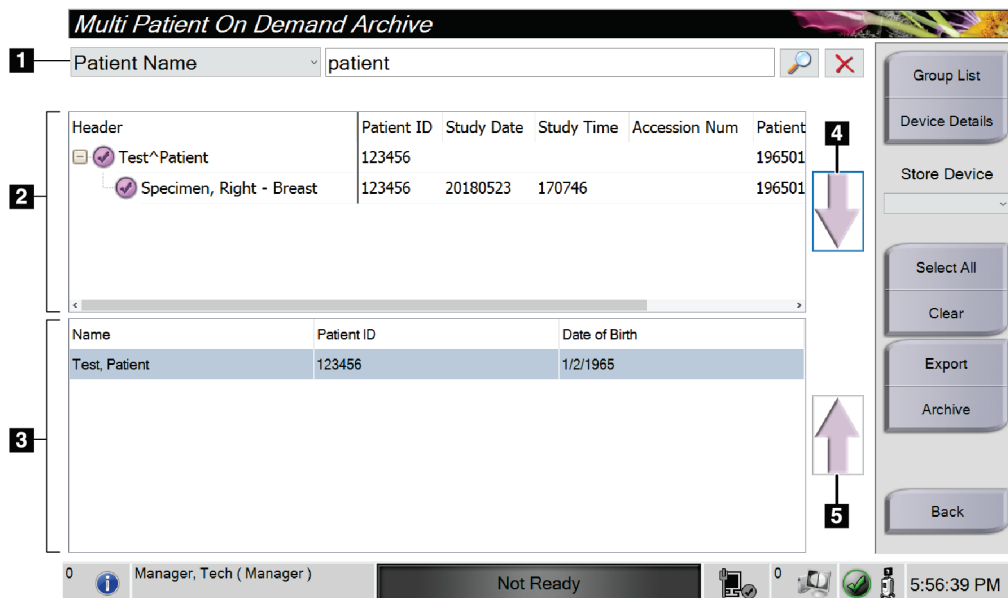 Multi Patient On Demand Archive
1 Patient Name patient
Group List
Device Details
Header Patient ID Study Date Study Time Accession Num Patient
4
Test^Patient 123456 196501
Store Device
2 Specimen, Right - Breast 123456 20180523 170746 196501
Select All
Clear
Name Patient ID Date of Birth
Test, Patient 123456 1/2/1965
Export
Archive
3
5
Back
0 Manager, Tech ( Manager ) Not Ready 0 5:56:39 PM